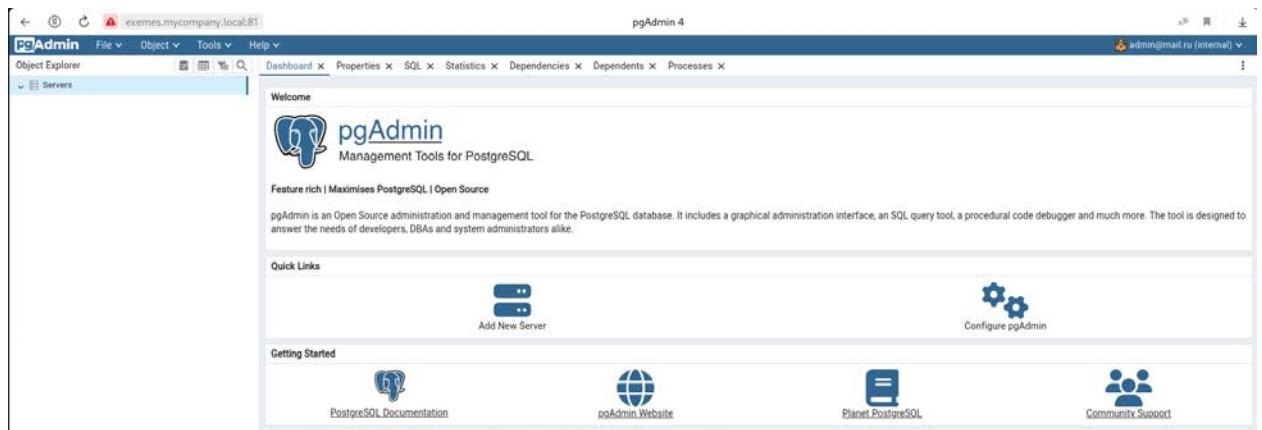 exemes.mycompany.local:81 pgAdmin 4
pgAdmin File Object Tools Help admin@mail.ru (internal)
Object Explorer Dashboard Properties SQL Statistics Dependencies Dependents Processes
Servers
Welcome
pgAdmin
Management Tools for PostgreSQL
Feature rich | Maximises PostgreSQL | Open Source
pgAdmin is an Open Source administration and management tool for the PostgreSQL database. It includes a graphical administration interface, an SQL query tool, a procedural code debugger and much more. The tool is designed to
answer the needs of developers, DBAs and system administrators alike.
Quick Links
Add New Server Configure pgAdmin
Getting Started
PostgreSQL Documentation pgAdmin Website Planet PostgreSQL Community Support